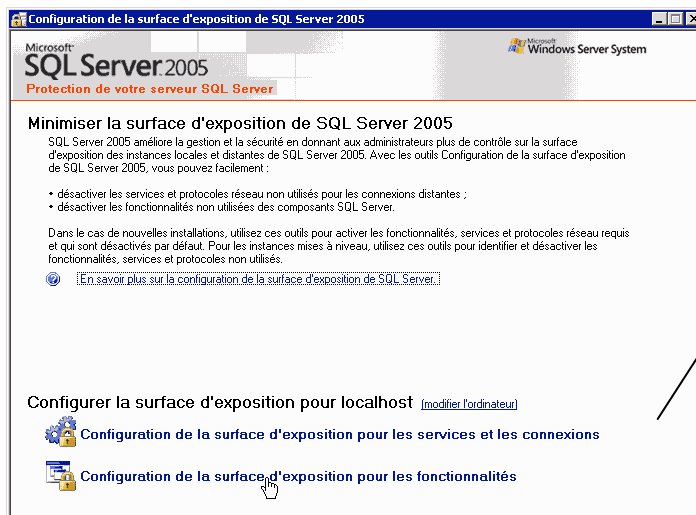 Configuration de la surface d'exposition de SQL Server 2005
Microsoft
SQL Server 2005
Microsoft
Windows Server System
Protection de votre serveur SQL Server
Minimiser la surface d'exposition de SQL Server 2005
SQL Server 2005 améliore la gestion et la sécurité en donnant aux administrateurs plus de contrôle sur la surface
d'exposition des instances locales et distantes de SQL Server 2005. Avec les outils Configuration de la surface d'exposition
de SQL Server 2005, vous pouvez facilement :
• désactiver les services et protocoles réseau non utilisés pour les connexions distantes ;
• désactiver les fonctionnalités non utilisées des composants SQL Server.
Dans le cas de nouvelles installations, utilisez ces outils pour activer les fonctionnalités, services et protocoles réseau requis
et qui sont désactivés par défaut. Pour les instances mises à niveau, utilisez ces outils pour identifier et désactiver les
fonctionnalités, services et protocoles non utilisés.
En savoir plus sur la configuration de la surface d'exposition de SQL Server.
Configurer la surface d'exposition pour localhost (modifier l'ordinateur)
Configuration de la surface d'exposition pour les services et les connexions
Configuration de la surface d'exposition pour les fonctionnalités